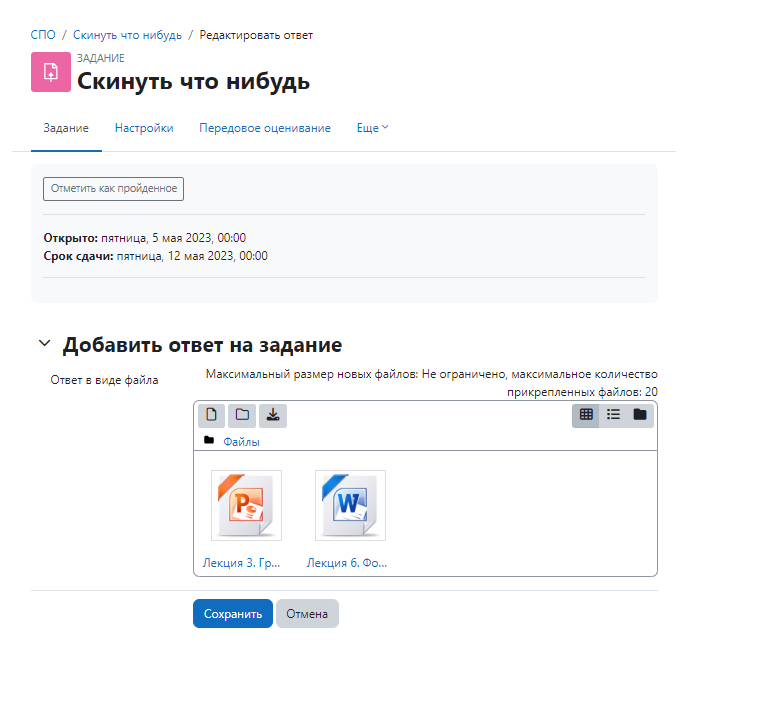 СПО / Скинуть что нибудь / Редактировать ответ
ЗАДАНИЕ
Скинуть что нибудь
Задание Настройки Передовое оценивание Еще
Отметить как пройденное
Открыто: пятница, 5 мая 2023, 00:00
Срок сдачи: пятница, 12 мая 2023, 00:00
Добавить ответ на задание
Ответ в виде файла
Максимальный размер новых файлов: Не ограничено, максимальное количество
прикрепленных файлов: 20
Файлы
P W
Лекция 3. Гр... Лекция 6. Фо...
Сохранить Отмена